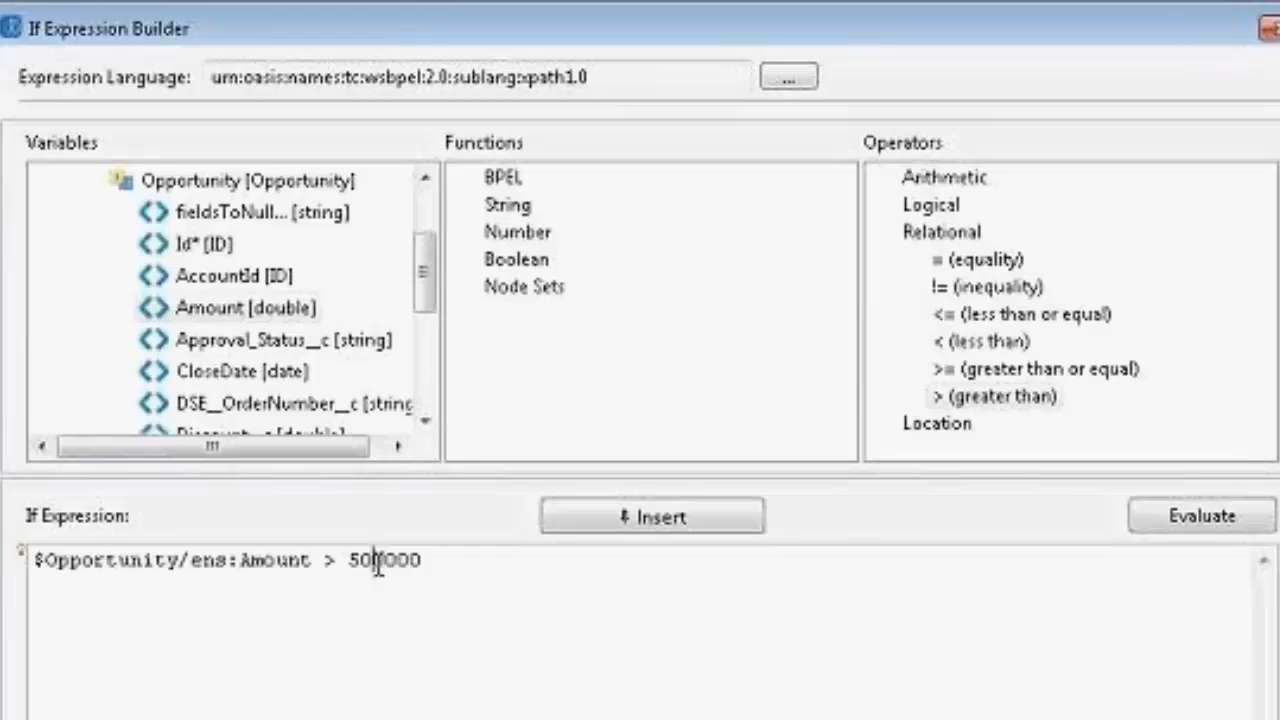 If Expression Builder
Expression Language: urn:oasis:names:tc:wsbpel:2.0:sublang:xpath1.0 ...
Variables Functions Operators
Opportunity [Opportunity]
fieldsToNull... [string]
Id* [ID]
AccountId [ID]
Amount [double]
Approval_Status__c [string]
CloseDate [date]
DSE__OrderNumber__c [string
BPEL
String
Number
Boolean
Node Sets
Arithmetic
Logical
Relational
= (equality)
!= (inequality)
<= (less than or equal)
< (less than)
>= (greater than or equal)
> (greater than)
Location
If Expression: Insert Evaluate
$Opportunity/ens:Amount > 500000